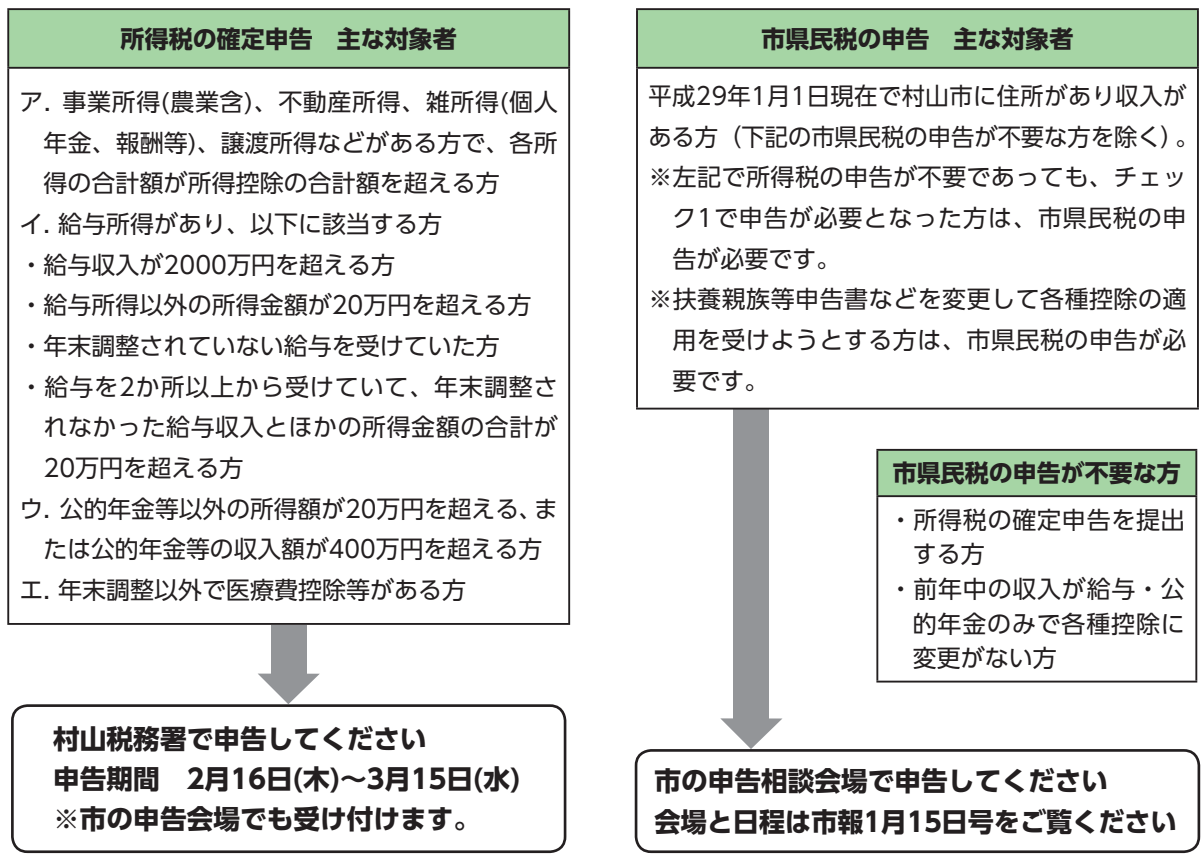 所得税の確定申告　主な対象者
ア. 事業所得(農業含)、不動産所得、雑所得(個人
年金、報酬等)、譲渡所得などがある方で、各所
得の合計額が所得控除の合計額を超える方
イ. 給与所得があり、以下に該当する方
・給与収入が2000万円を超える方
・給与所得以外の所得金額が20万円を超える方
・年末調整されていない給与を受けていた方
・給与を2か所以上から受けていて、年末調整さ
れなかった給与収入とほかの所得金額の合計が
20万円を超える方
ウ. 公的年金等以外の所得額が20万円を超える、ま
たは公的年金等の収入額が400万円を超える方
エ. 年末調整以外で医療費控除等がある方
村山税務署で申告してください
申告期間　2月16日(木)～3月15日(水)
※市の申告会場でも受け付けます。
市県民税の申告　主な対象者
平成29年1月1日現在で村山市に住所があり収入が
ある方（下記の市県民税の申告が不要な方を除く）。
※左記で所得税の申告が不要であっても、チェッ
ク1で申告が必要となった方は、市県民税の申
告が必要です。
※扶養親族等申告書などを変更して各種控除の適
用を受けようとする方は、市県民税の申告が必
要です。
市県民税の申告が不要な方
・所得税の確定申告を提出
する方
・前年中の収入が給与・公
的年金のみで各種控除に
変更がない方
市の申告相談会場で申告してください
会場と日程は市報1月15日号をご覧ください